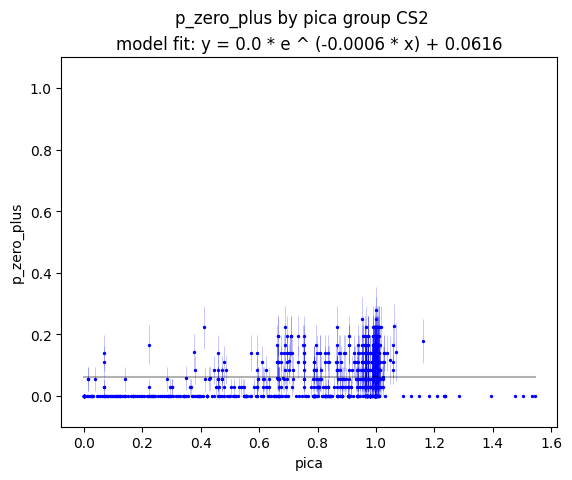 p_zero_plus by pica group CS2
model fit: y = 0.0 * e ^ (-0.0006 * x) + 0.0616
1.0
0.8
0.6
0.4
0.2
0.0
p_zero_plus
0.0 0.2 0.4 0.6 0.8 1.0 1.2 1.4 1.6
pica